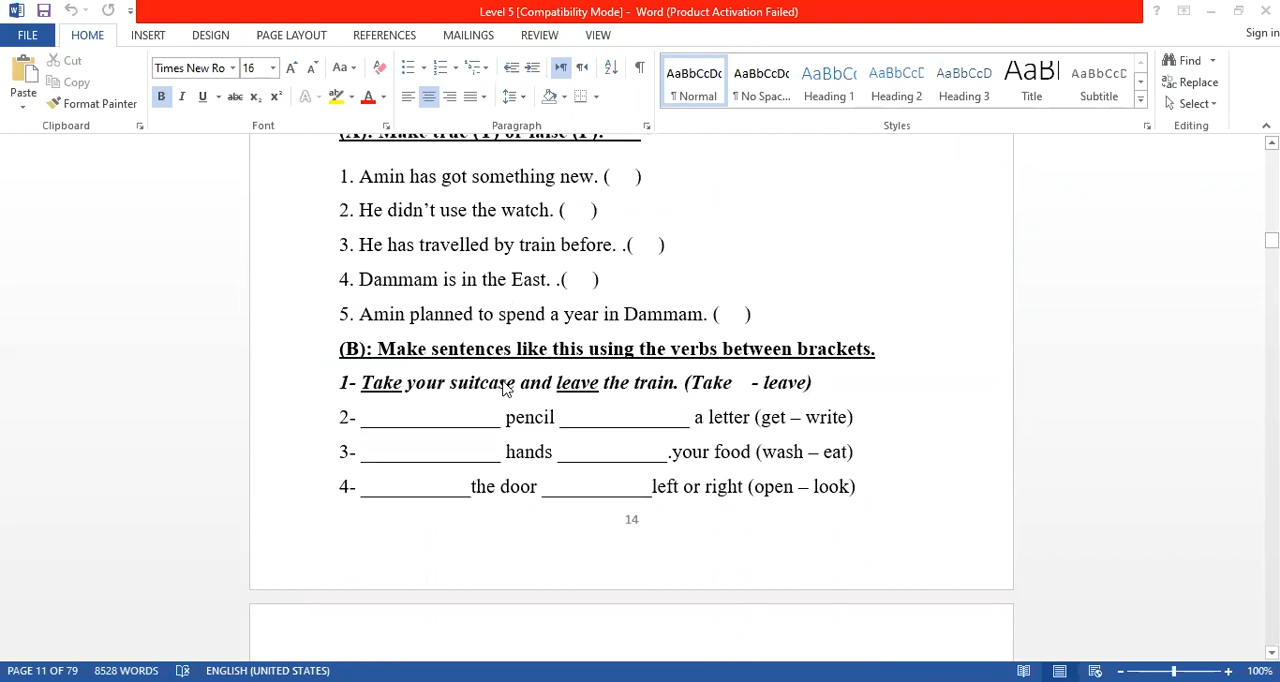 Level 5 [Compatibility Mode] - Word (Product Activation Failed)
FILE HOME INSERT DESIGN PAGE LAYOUT REFERENCES MAILINGS REVIEW VIEW Sign in
Paste Cut Copy Format Painter
Times New Ro 16
AaBbCcDc AaBbCcDc AaBbCc AaBbCcE AaBbCcD AaBl AaBbCcD
¶ Normal ¶ No Spac... Heading 1 Heading 2 Heading 3 Title Subtitle
Find Replace Select
Clipboard Font Paragraph Styles Editing
(A): Make true (T) or false (F).
1. Amin has got something new. (    )
2. He didn't use the watch. (    )
3. He has travelled by train before. .(    )
4. Dammam is in the East. .(    )
5. Amin planned to spend a year in Dammam. (    )
(B): Make sentences like this using the verbs between brackets.
1- Take your suitcase and leave the train. (Take    - leave)
2- ______________ pencil _____________ a letter (get – write)
3- ______________ hands ___________.your food (wash – eat)
4- ___________the door ___________left or right (open – look)
14
PAGE 11 OF 79 8528 WORDS ENGLISH (UNITED STATES) 100%